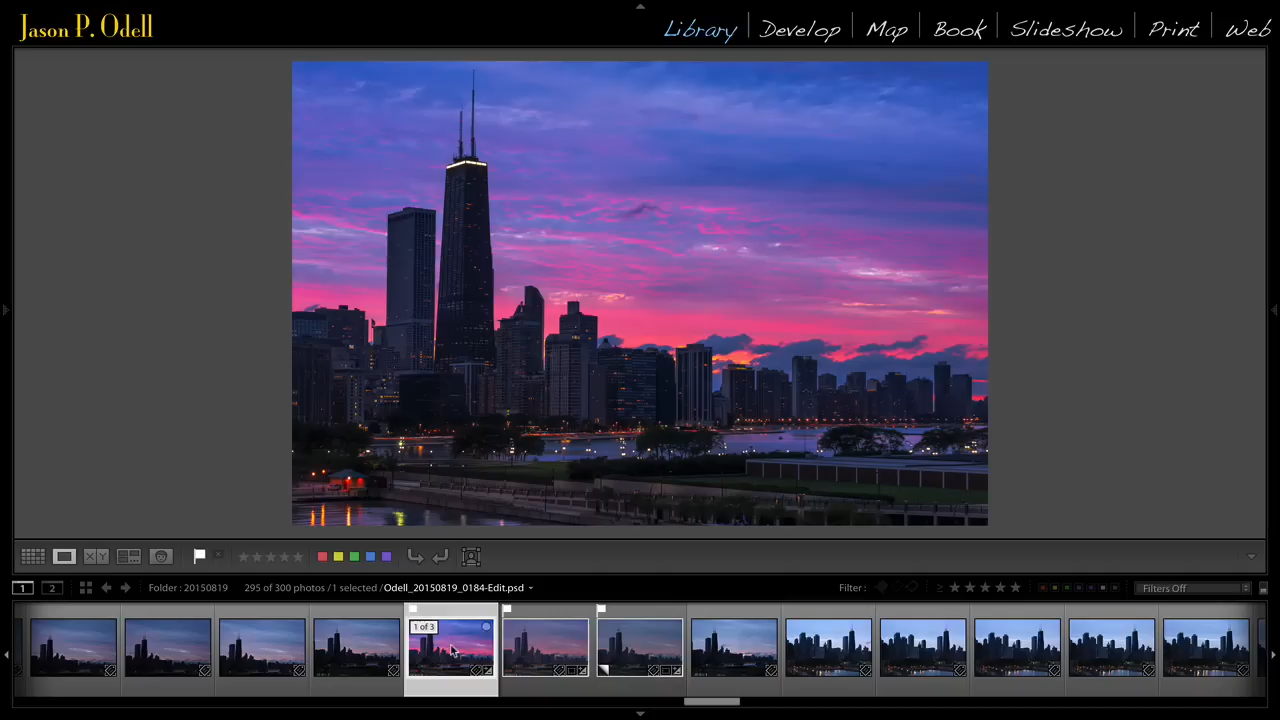 Jason P. Odell
Library Develop Map Book Slideshow Print Web
XY
1 2 Folder : 20150819 295 of 300 photos / 1 selected / Odell_20150819_0184-Edit.psd Filter : ≥ Filters Off
1 of 3